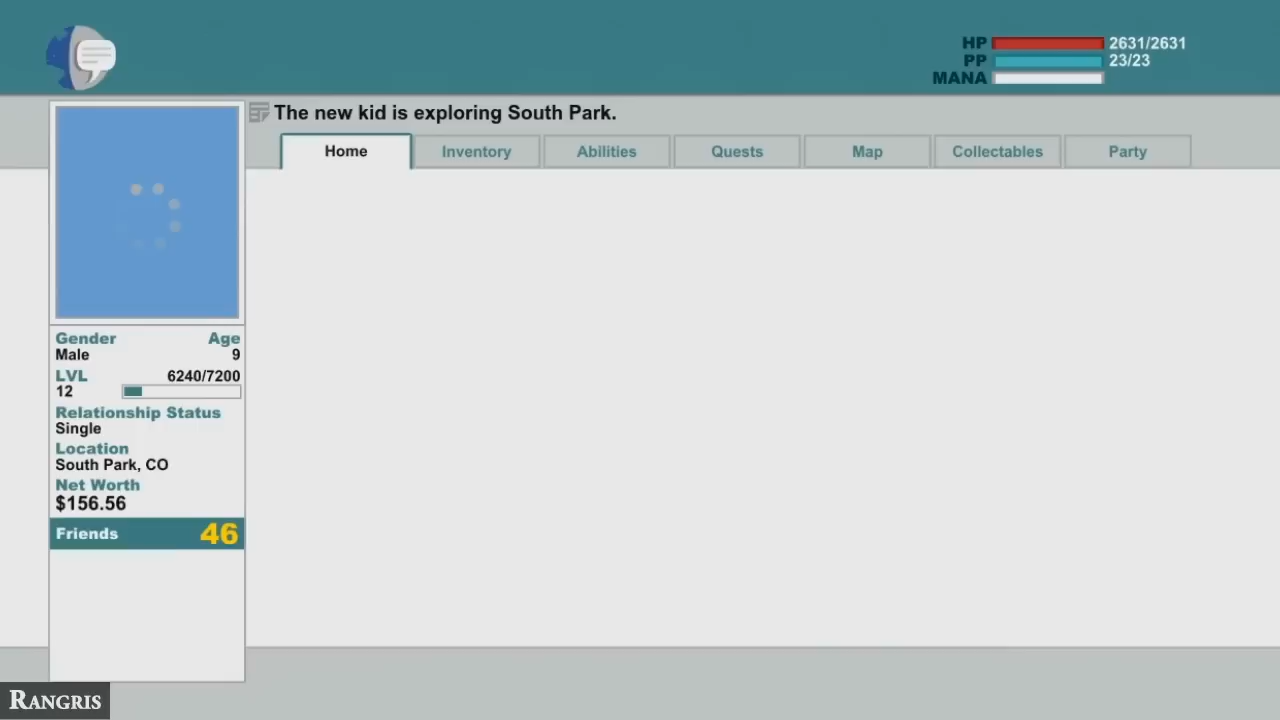 HP 2631/2631
PP 23/23
MANA
The new kid is exploring South Park.
Home Inventory Abilities Quests Map Collectables Party
Gender Age
Male 9
LVL 6240/7200
12
Relationship Status
Single
Location
South Park, CO
Net Worth
$156.56
Friends 46
RANGRIS